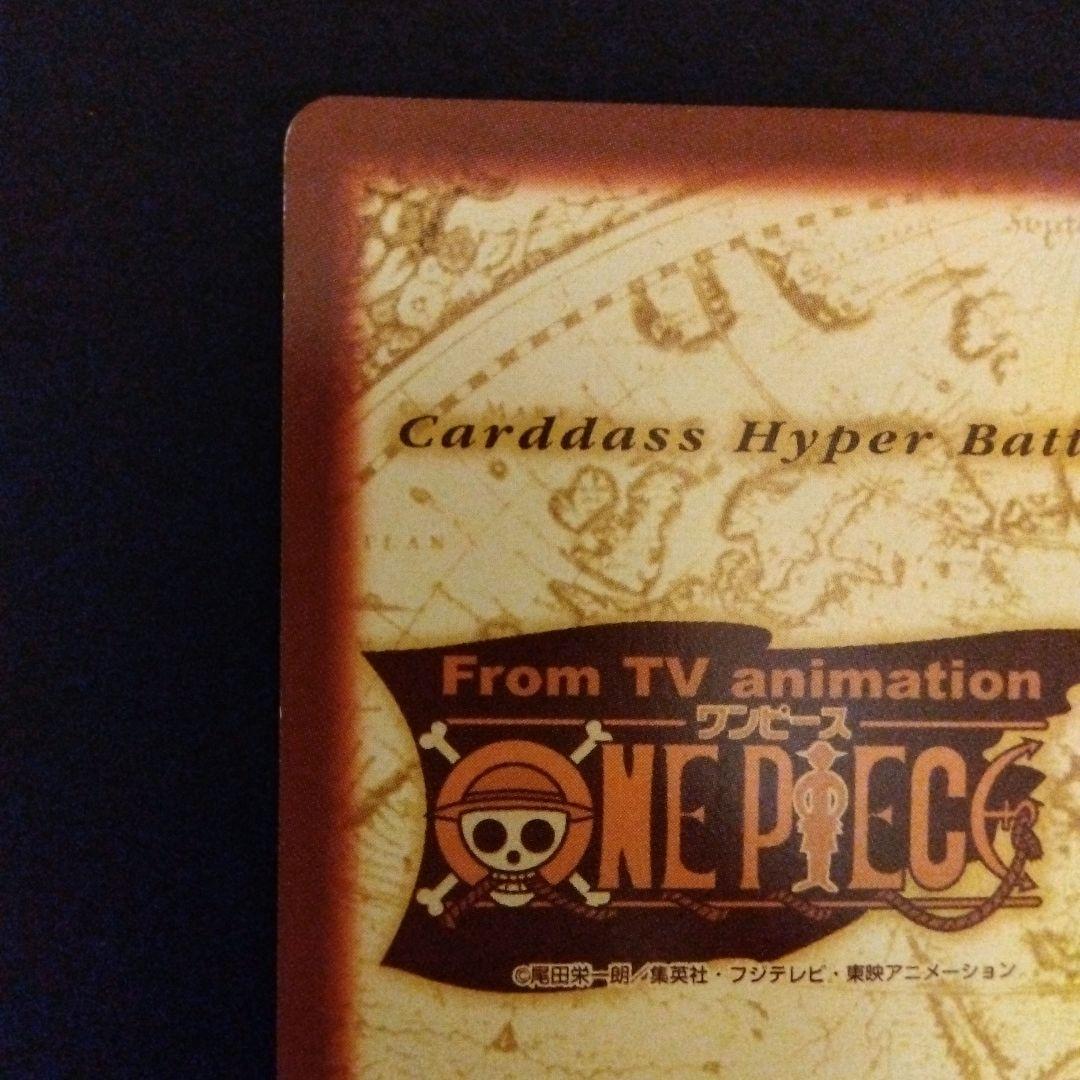 Carddass Hyper Batt
From TV animation
ワンピース
ONE PIECE
©尾田栄一郎／集英社・フジテレビ・東映アニメーション